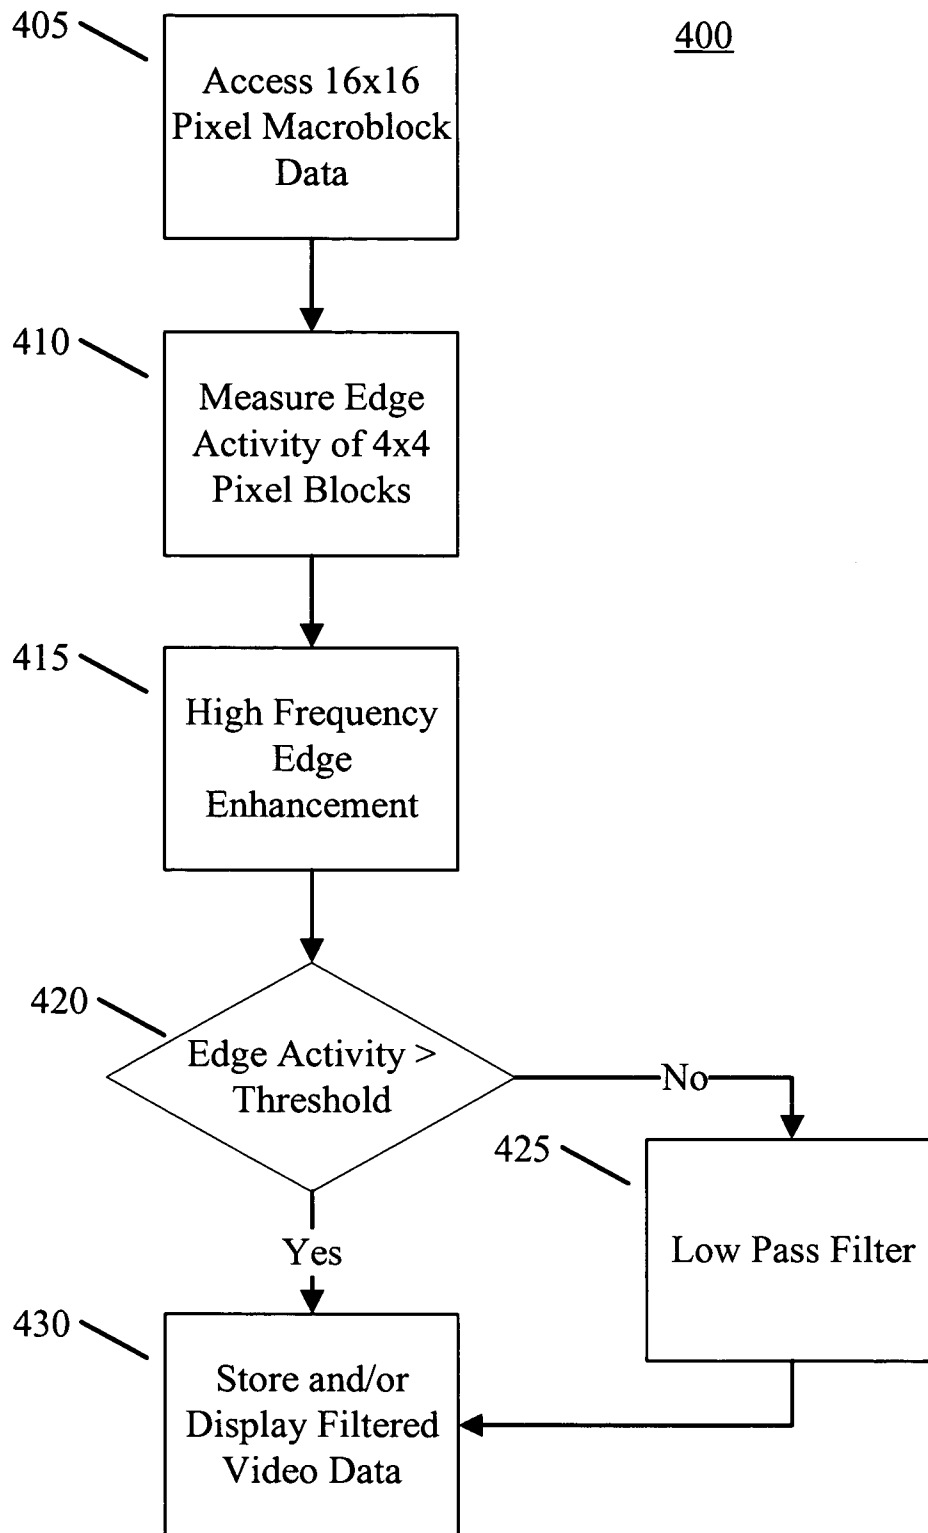 405
400
Access 16x16
Pixel Macroblock
Data
410
Measure Edge
Activity of 4x4
Pixel Blocks
415
High Frequency
Edge
Enhancement
420
Edge Activity >
Threshold
No
425
Low Pass Filter
Yes
430
Store and/or
Display Filtered
Video Data